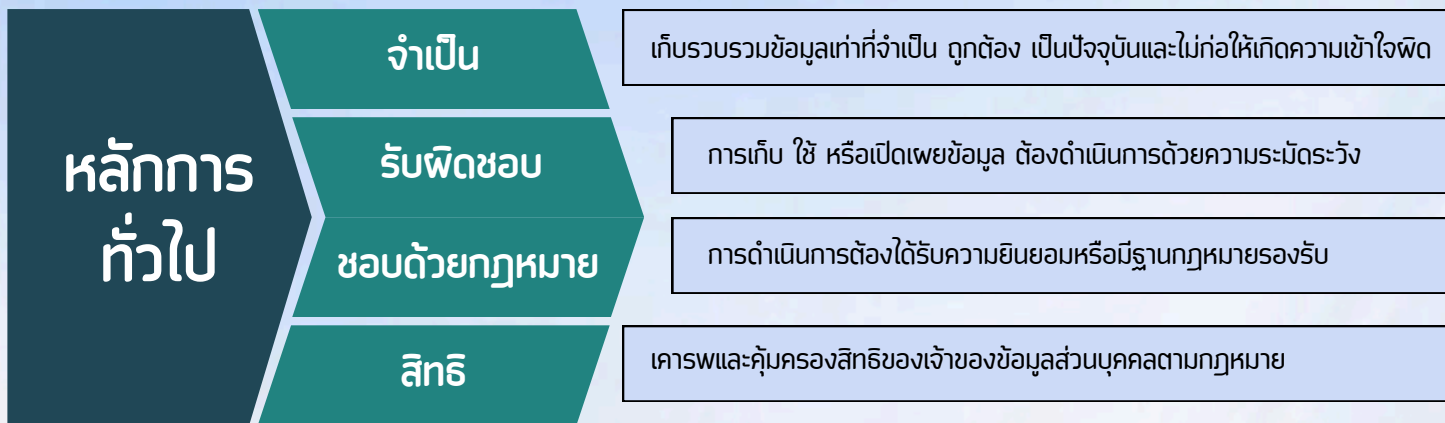 หลักการ
ทั่วไป
จำเป็น
เก็บรวบรวมข้อมูลเท่าที่จำเป็น ถูกต้อง เป็นปัจจุบันและไม่ก่อให้เกิดความเข้าใจผิด
รับผิดชอบ
การเก็บ ใช้ หรือเปิดเผยข้อมูล ต้องดำเนินการด้วยความระมัดระวัง
ชอบด้วยกฎหมาย
การดำเนินการต้องได้รับความยินยอมหรือมีฐานกฎหมายรองรับ
สิทธิ
เคารพและคุ้มครองสิทธิของเจ้าของข้อมูลส่วนบุคคลตามกฎหมาย